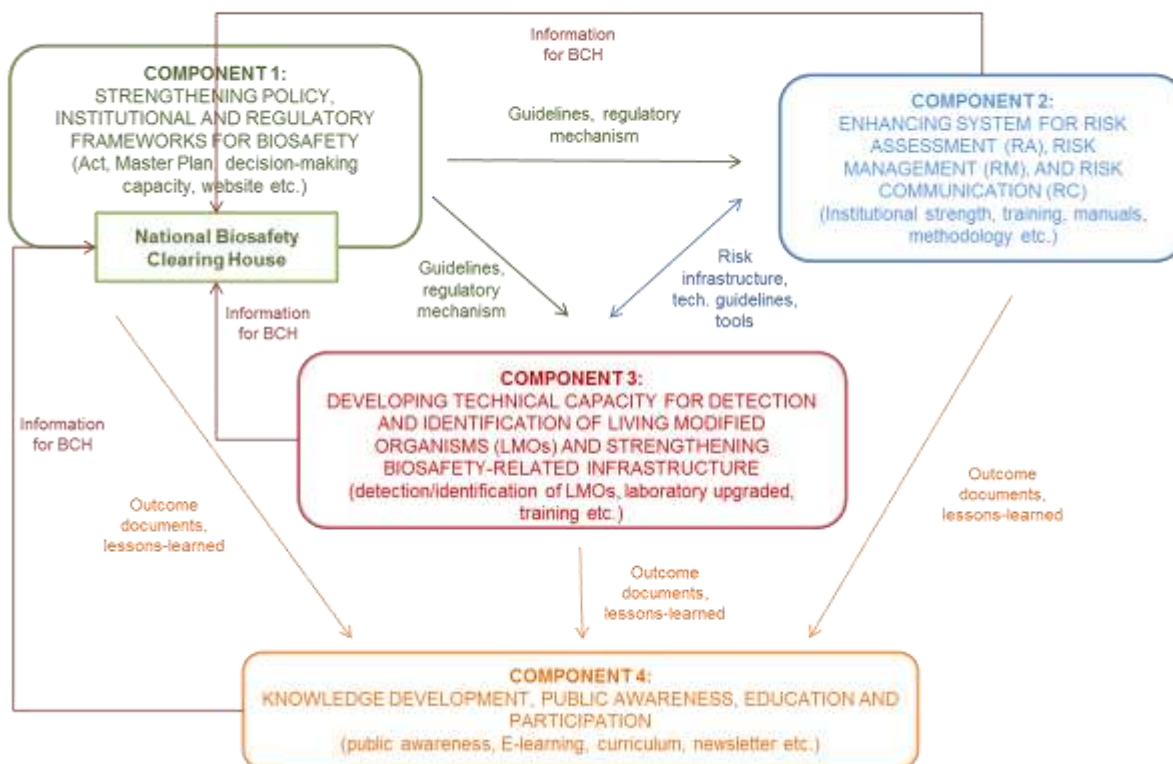 Information
for BCH
COMPONENT 1:
STRENGTHENING POLICY,
INSTITUTIONAL AND REGULATORY
FRAMEWORKS FOR BIOSAFETY
(Act, Master Plan, decision-making
capacity, website etc.)
National Biosafety
Clearing House
Guidelines, regulatory
mechanism
COMPONENT 2:
ENHANCING SYSTEM FOR RISK
ASSESSMENT (RA), RISK
MANAGEMENT (RM), AND RISK
COMMUNICATION (RC)
(Institutional strength, training, manuals,
methodology etc.)
Guidelines,
regulatory
mechanism
Risk
infrastructure,
tech. guidelines,
tools
Information
for BCH
COMPONENT 3:
DEVELOPING TECHNICAL CAPACITY FOR DETECTION
AND IDENTIFICATION OF LIVING MODIFIED
ORGANISMS (LMOs) AND STRENGTHENING
BIOSAFETY-RELATED INFRASTRUCTURE
(detection/identification of LMOs, laboratory upgraded,
training etc.)
Information
for BCH
Outcome
documents,
lessons-learned
Outcome
documents,
lessons-learned
Outcome
documents,
lessons-learned
COMPONENT 4:
KNOWLEDGE DEVELOPMENT, PUBLIC AWARENESS, EDUCATION AND
PARTICIPATION
(public awareness, E-learning, curriculum, newsletter etc.)